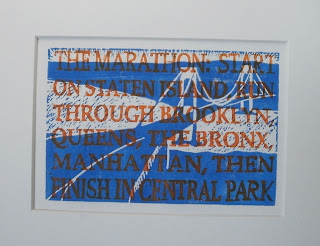 THE MARATHON: START
ON STATEN ISLAND, RUN
THROUGH BROOKLYN,
QUEENS, THE BRONX,
MANHATTAN, THEN
FINISH IN CENTRAL PARK